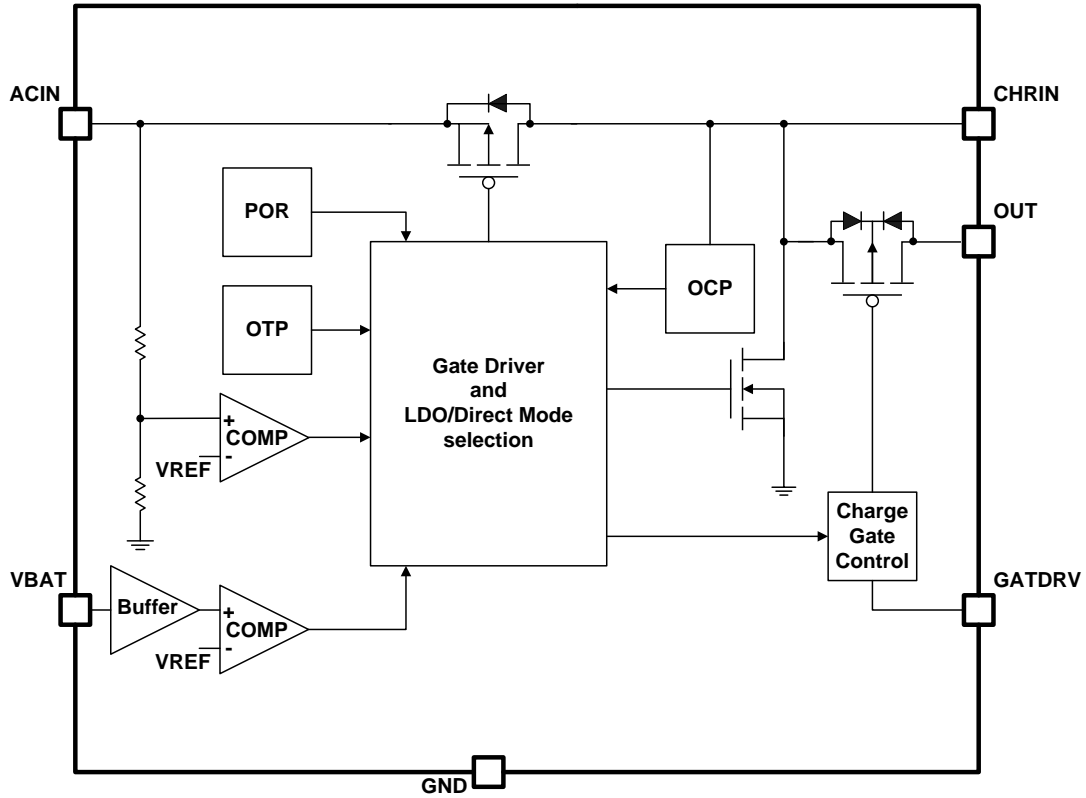 ACIN
CHRIN
POR
OUT
OCP
OTP
Gate Driver
and
LDO/Direct Mode
selection
+
COMP
VREF
-
Charge
Gate
Control
VBAT
GATDRV
Buffer
+
COMP
VREF
-
GND